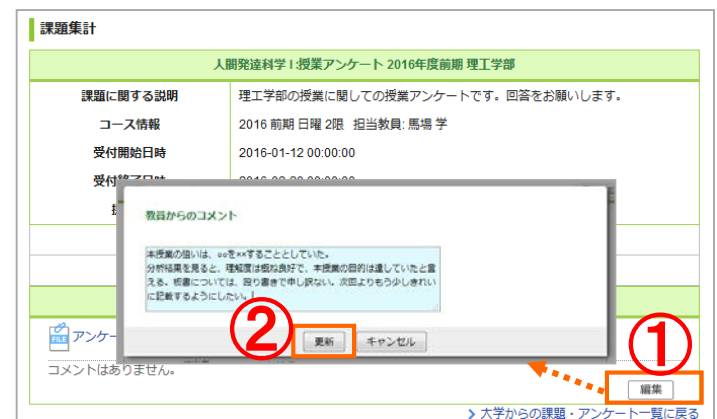 課題集計
人間発達科学Ⅰ:授業アンケート 2016年度前期 理工学部
課題に関する説明 理工学部の授業に関しての授業アンケートです。回答をお願いします。
コース情報 2016 前期 日曜 2限 担当教員: 馬場 学
受付開始日時 2016-01-12 00:00:00
受付終了日時
教員からのコメント
本授業の狙いは、○○を××することとしていた。
分析結果を見ると、理解度は概ね良好で、本授業の目的は達していたと言
える。板書については、殴り書きで申し訳ない。次回よりもう少しきれい
に記載するようにしたい。
② ①
FILE アンケー
更新 キャンセル
コメントはありません。
編集
大学からの課題・アンケート一覧に戻る